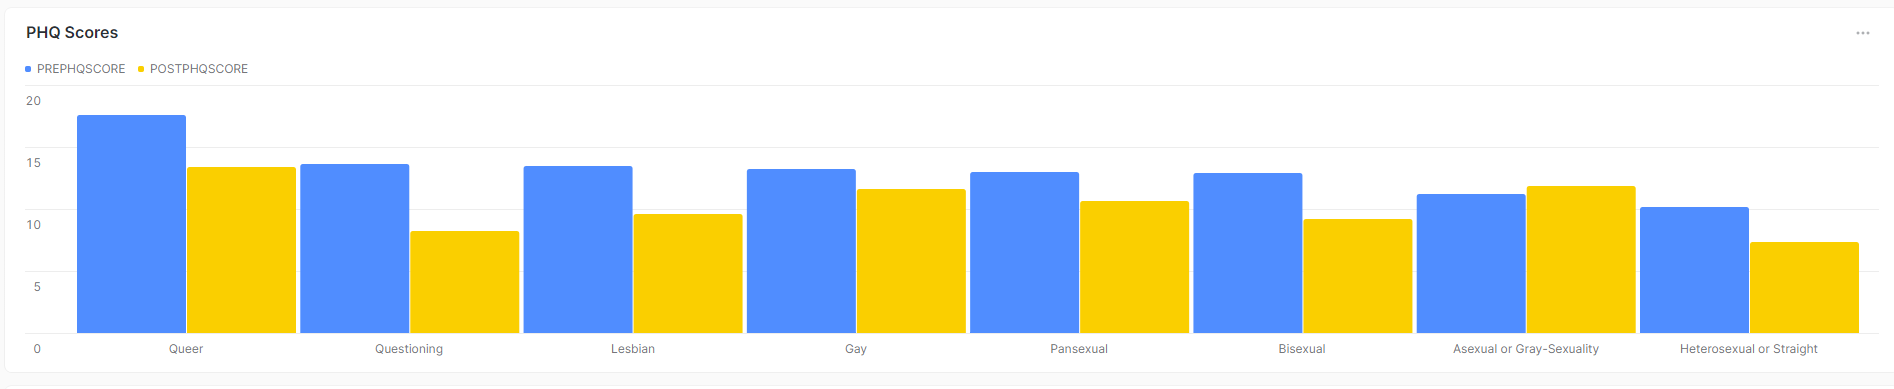 PHQ Scores
PREPHQSCORE POSTPHQSCORE
20
15
10
5
0
Queer Questioning Lesbian Gay Pansexual Bisexual Asexual or Gray-Sexuality Heterosexual or Straight